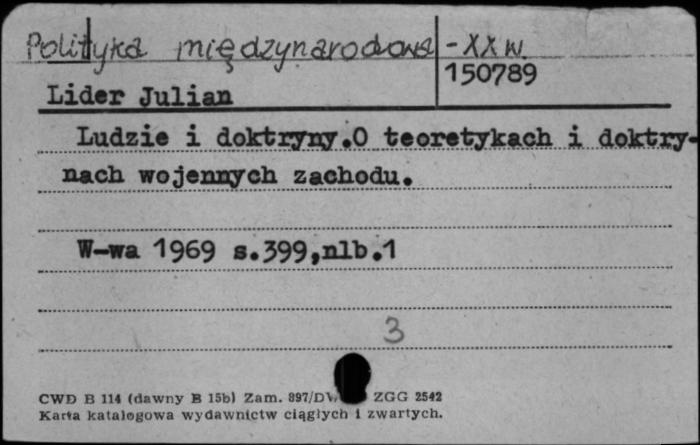 Polityka międzynarodowa - XX w.
150789
Lider Julian
Ludzie i doktryny.O teoretykach i doktry-
nach wojennych zachodu.
W-wa 1969 s.399,nlb.1
3
CWD B 114 (dawny B 15b) Zam. 897/DW ZGG 2542
Karta katalogowa wydawnictw ciągłych i zwartych.